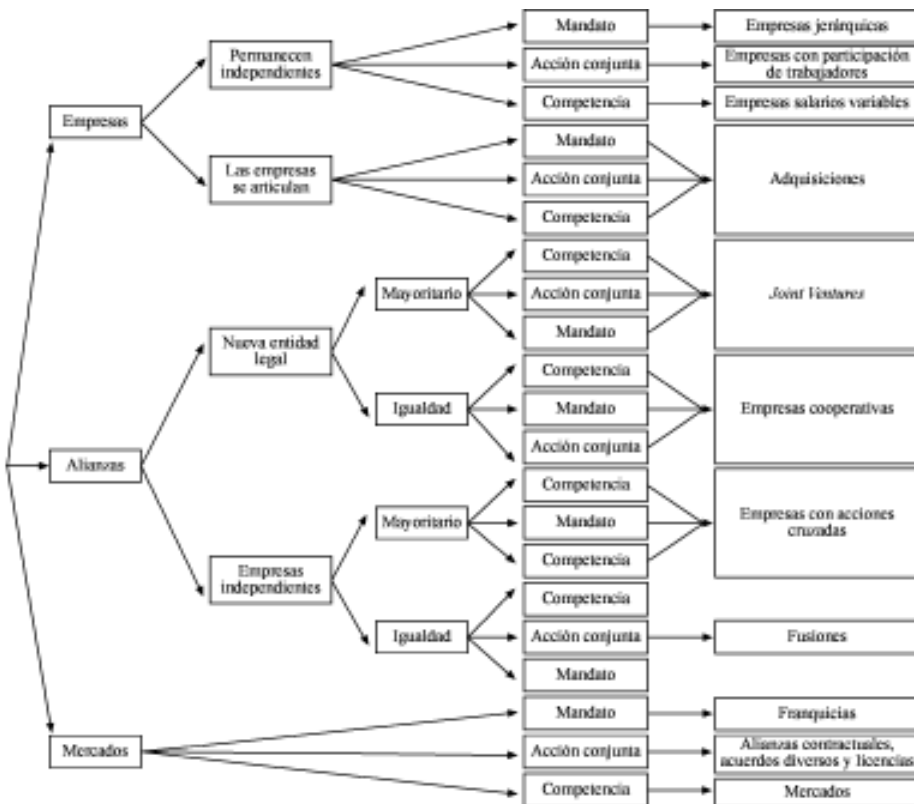 Mandato
Empresas jerárquicas
Permanecen
independientes
Acción conjunta
Empresas con participación
de trabajadores
Competencia
Empresas salarios variables
Empresas
Mandato
Las empresas
se articulan
Acción conjunta
Adquisiciones
Competencia
Competencia
Mayoritario
Acción conjunta
Joint Ventures
Mandato
Nueva entidad
legal
Competencia
Igualdad
Mandato
Empresas cooperativas
Acción conjunta
Alianzas
Competencia
Mayoritario
Mandato
Empresas con acciones
cruzadas
Competencia
Empresas
independientes
Competencia
Igualdad
Acción conjunta
Fusiones
Mandato
Mandato
Franquicias
Mercados
Acción conjunta
Alianzas contractuales,
acuerdos diversos y licencias
Competencia
Mercados